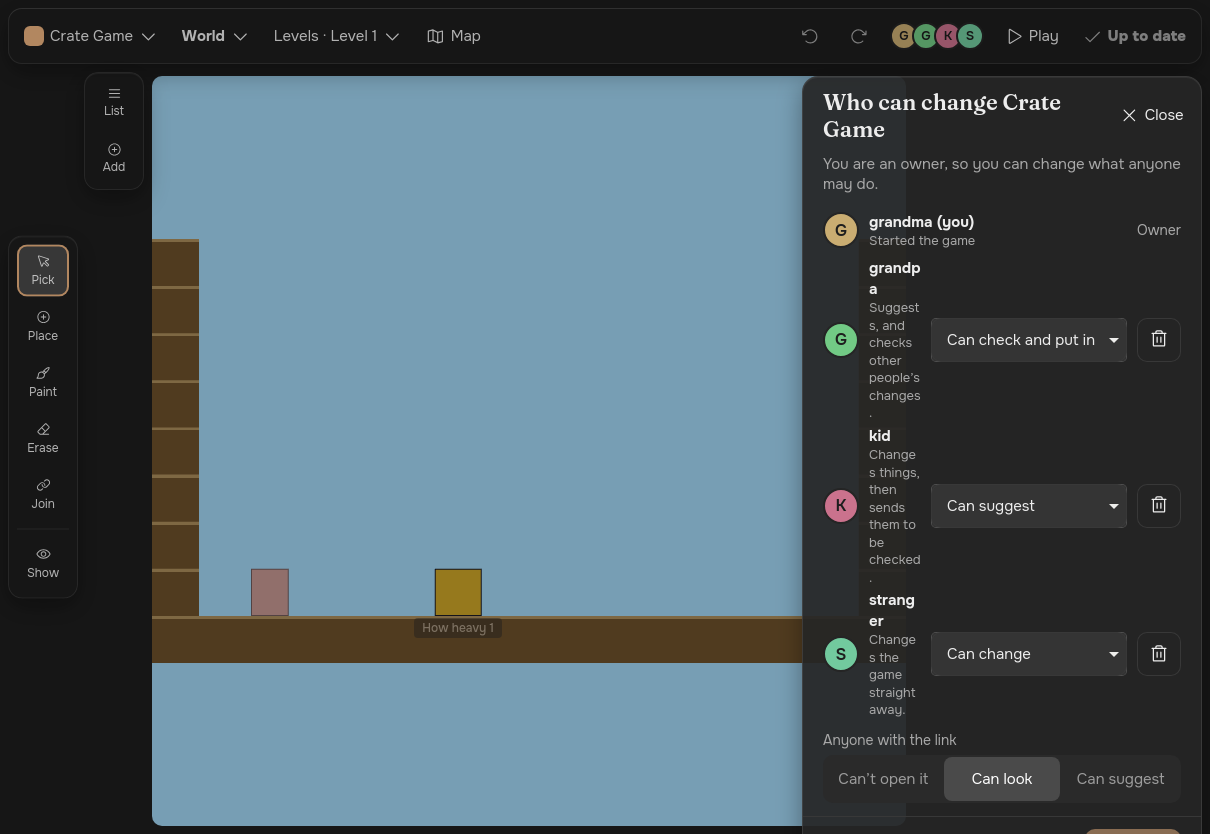 Crate Game
World
Levels · Level 1
Map
G
G
K
S
Play
Up to date
List
Add
Pick
Place
Paint
Erase
Join
Show
How heavy 1
Who can change Crate
Game
Close
You are an owner, so you can change what anyone
may do.
G
grandma (you)
Started the game
Owner
G
grandp
a
Suggest
s, and
checks
other
people’s
changes
.
Can check and put in
K
kid
Change
s things,
then
sends
them to
be
checked
.
Can suggest
S
strang
er
Change
s the
game
straight
away.
Can change
Anyone with the link
Can’t open it
Can look
Can suggest